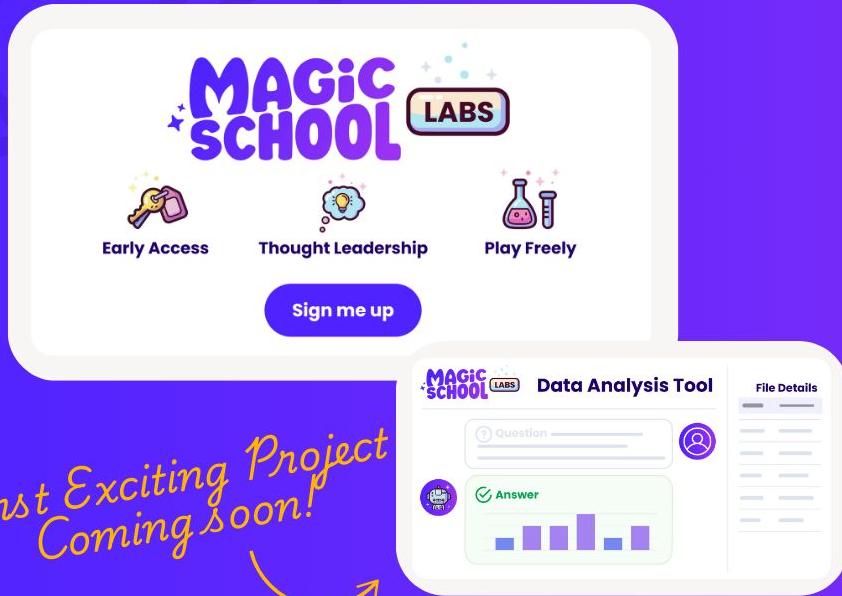 MAGIC
SCHOOL
LABS
Early Access
Thought Leadership
Play Freely
Sign me up
MAGIC
SCHOOL
LABS
Data Analysis Tool
File Details
Question
Answer
Exciting Project
Coming soon!